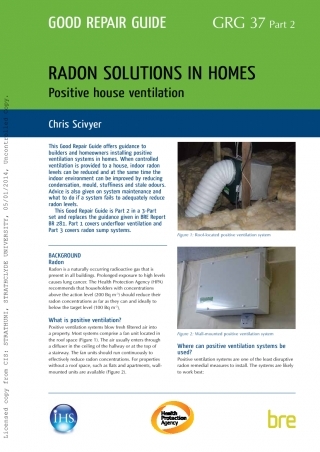 GOOD REPAIR GUIDE
GRG 37 Part 2
RADON SOLUTIONS IN HOMES
Positive house ventilation
Chris Scivyer
This Good Repair Guide offers guidance to
builders and homeowners installing positive
ventilation systems in homes. When controlled
ventilation is provided to a house, indoor radon
levels can be reduced and at the same time the
indoor environment can be improved by reducing
condensation, mould, stuffiness and stale odours.
Advice is also given on system maintenance and
what to do if a system fails to adequately reduce
radon levels.
This Good Repair Guide is Part 2 in a 3-Part
set and replaces the guidance given in BRE Report
BR 281. Part 1 covers underfloor ventilation and
Part 3 covers radon sump systems.
BACKGROUND
Radon
Radon is a naturally occurring radioactive gas that is
present in all buildings. Prolonged exposure to high levels
causes lung cancer. The Health Protection Agency (HPA)
recommends that householders with concentrations
above the action level (200 Bq m⁻³) should reduce their
radon concentrations as far as they can and ideally to
below the target level (100 Bq m⁻³).
What is positive ventilation?
Positive ventilation systems blow fresh filtered air into
a property. Most systems comprise a fan unit located in
the roof space (Figure 1). The air usually enters through
a diffuser in the ceiling of the hallway or at the top of
a stairway. The fan units should run continuously to
effectively reduce radon concentrations. For properties
without a roof space, such as flats and apartments, wall-
mounted units are available (Figure 2).
Figure 1: Roof-located positive ventilation system
Figure 2: Wall-mounted positive ventilation system
Where can positive ventilation systems be
used?
Positive ventilation systems are one of the least disruptive
radon remedial measures to install. The systems are likely
to work best:
IHS
Health
Protection
Agency
bre
Licensed copy from CIS: STRATHUNI, STRATHCLYDE UNIVERSITY, 05/01/2014, Uncontrolled Copy.